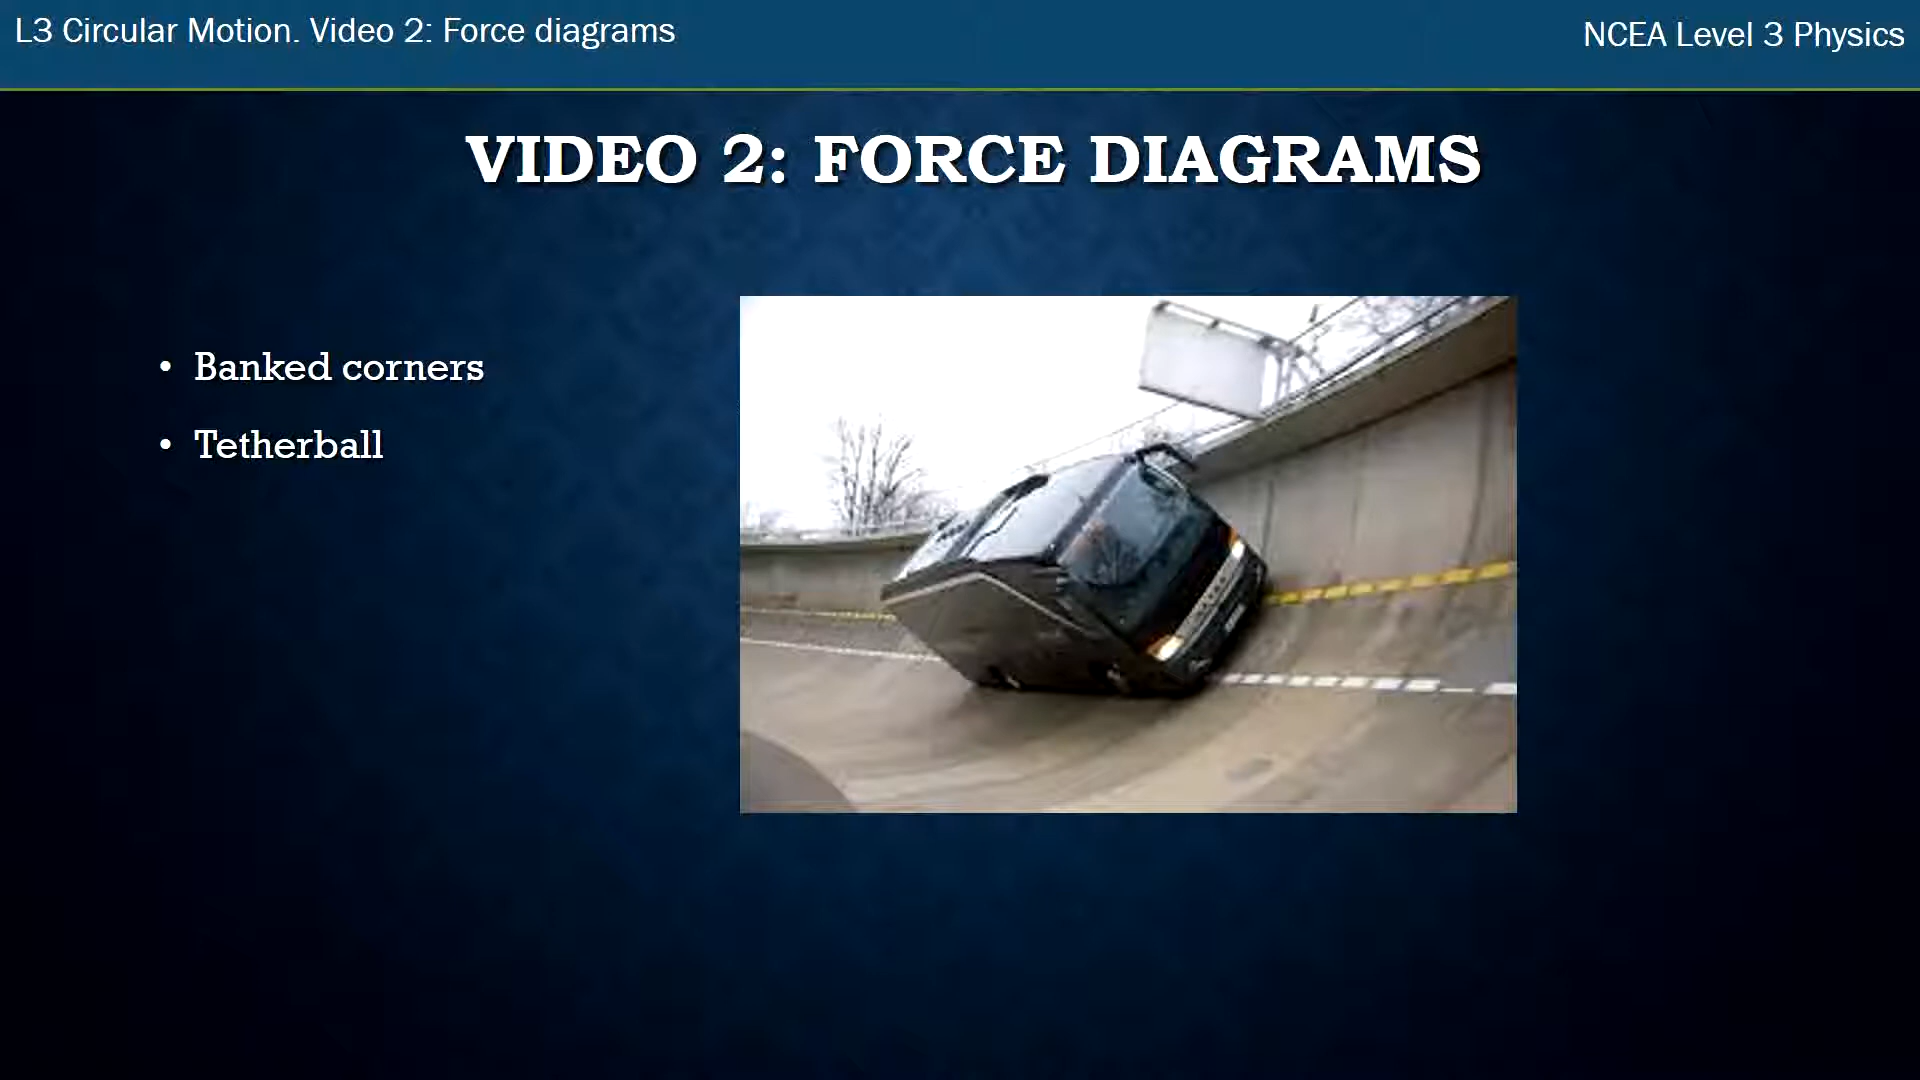 L3 Circular Motion. Video 2: Force diagrams
NCEA Level 3 Physics
VIDEO 2: FORCE DIAGRAMS
• Banked corners
• Tetherball